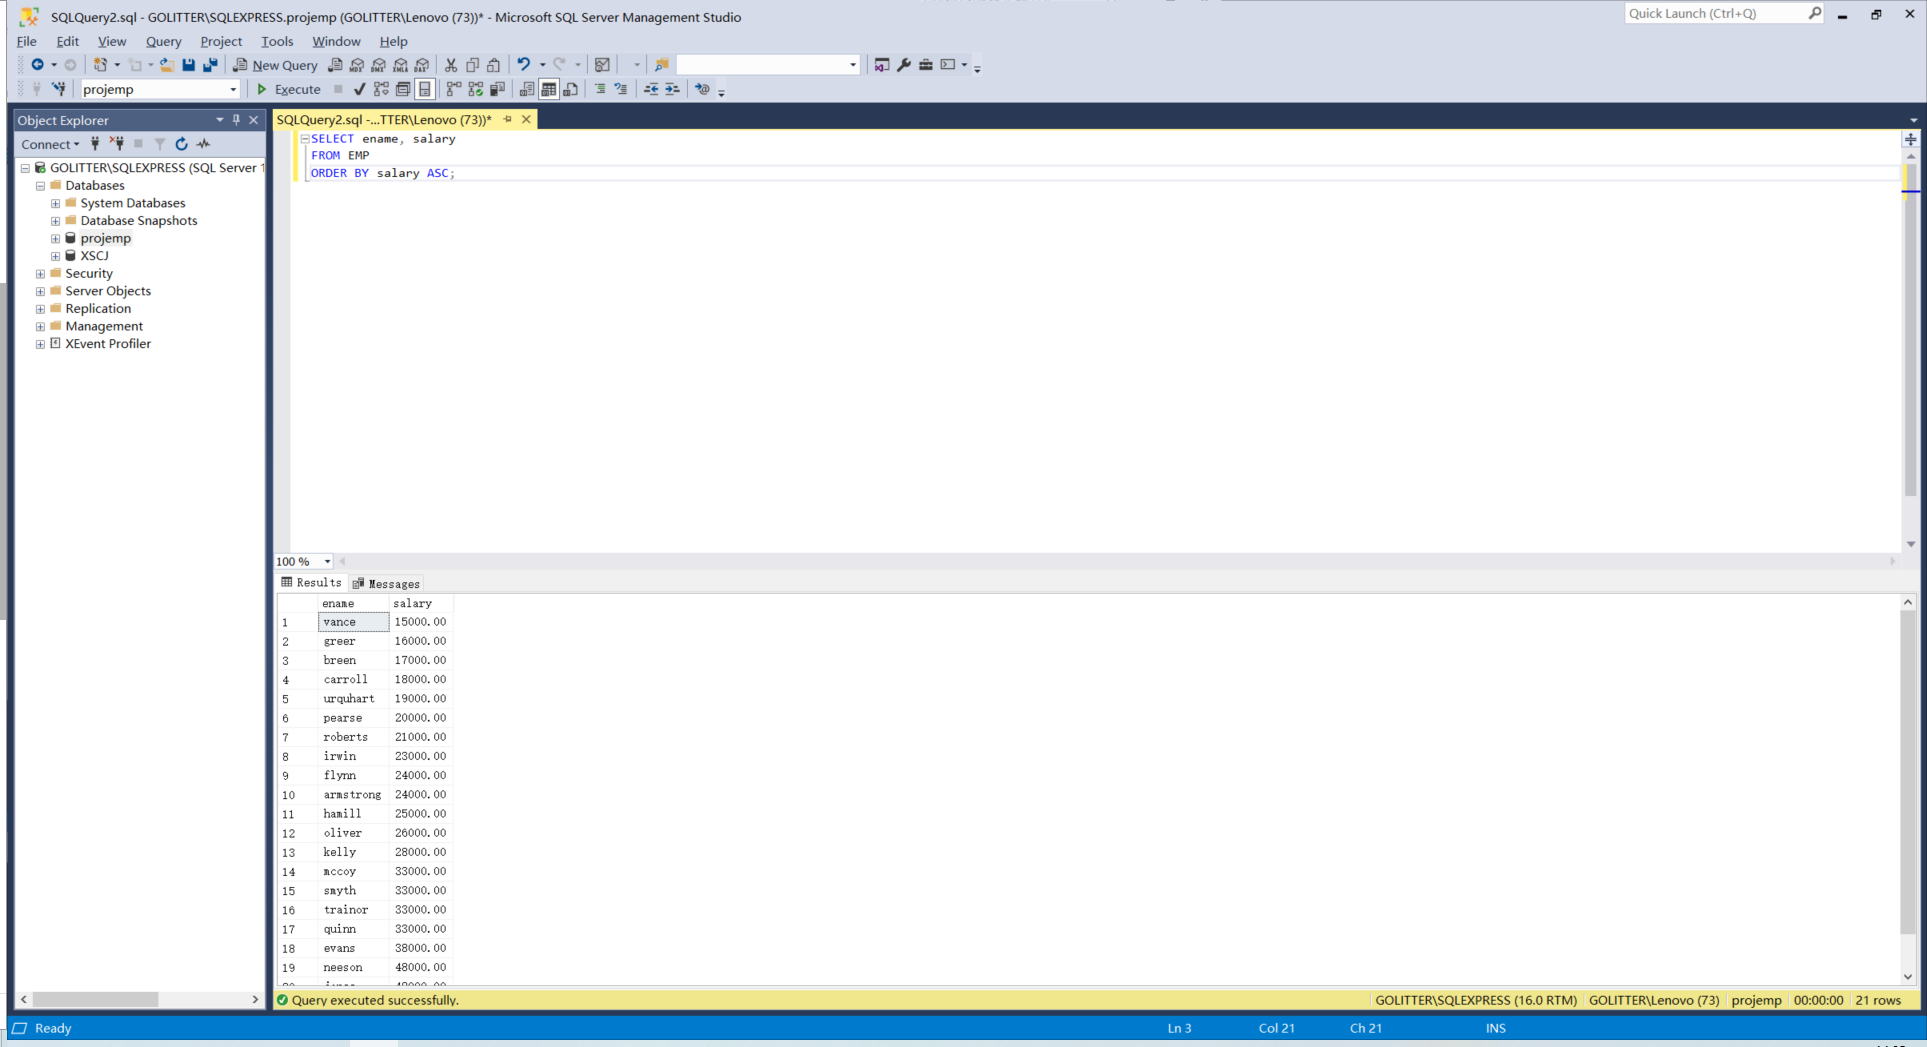 SQLQuery2.sql - GOLITTER\SQLEXPRESS.projemp (GOLITTER\Lenovo (73))* - Microsoft SQL Server Management Studio
Quick Launch (Ctrl+Q)
File Edit View Query Project Tools Window Help
New Query MDX DMX XMLA DAX
projemp Execute
Object Explorer
SQLQuery2.sql -...TTER\Lenovo (73))*
Connect
GOLITTER\SQLEXPRESS (SQL Server 1
Databases
System Databases
Database Snapshots
projemp
XSCJ
Security
Server Objects
Replication
Management
XEvent Profiler
SELECT ename, salary
FROM EMP
ORDER BY salary ASC;
100 %
Results Messages
ename salary
1 vance 15000.00
2 greer 16000.00
3 breen 17000.00
4 carroll 18000.00
5 urquhart 19000.00
6 pearse 20000.00
7 roberts 21000.00
8 irwin 23000.00
9 flynn 24000.00
10 armstrong 24000.00
11 hamill 25000.00
12 oliver 26000.00
13 kelly 28000.00
14 mccoy 33000.00
15 smyth 33000.00
16 trainor 33000.00
17 quinn 33000.00
18 evans 38000.00
19 neeson 48000.00
Query executed successfully.
GOLITTER\SQLEXPRESS (16.0 RTM) GOLITTER\Lenovo (73) projemp 00:00:00 21 rows
Ready Ln 3 Col 21 Ch 21 INS